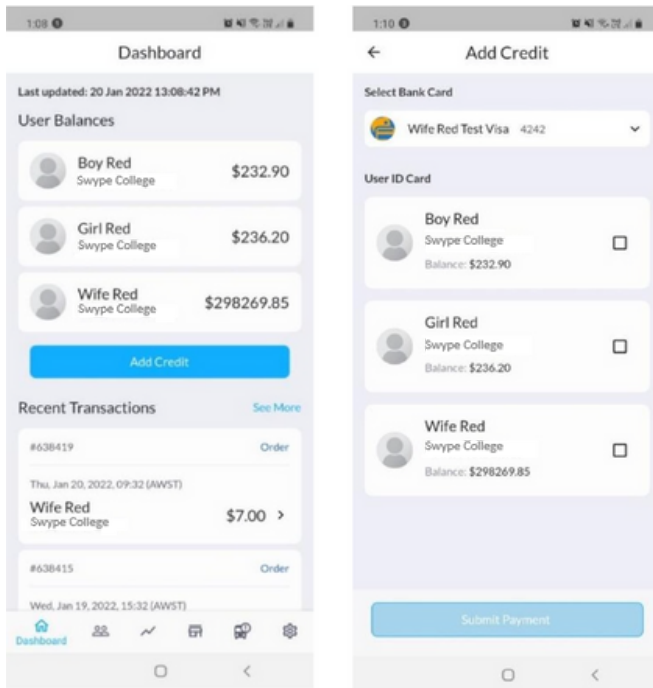 1:08
Dashboard
Last updated: 20 Jan 2022 13:08:42 PM
User Balances
Boy Red
Swype College
$232.90
Girl Red
Swype College
$236.20
Wife Red
Swype College
$298269.85
Add Credit
Recent Transactions
See More
#638419
Order
Thu, Jan 20, 2022, 09:32 (AWST)
Wife Red
Swype College
$7.00
#638415
Order
Wed, Jan 19, 2022, 15:32 (AWST)
Dashboard
1:10
Add Credit
Select Bank Card
Wife Red Test Visa 4242
User ID Card
Boy Red
Swype College
Balance: $232.90
Girl Red
Swype College
Balance: $236.20
Wife Red
Swype College
Balance: $298269.85
Submit Payment